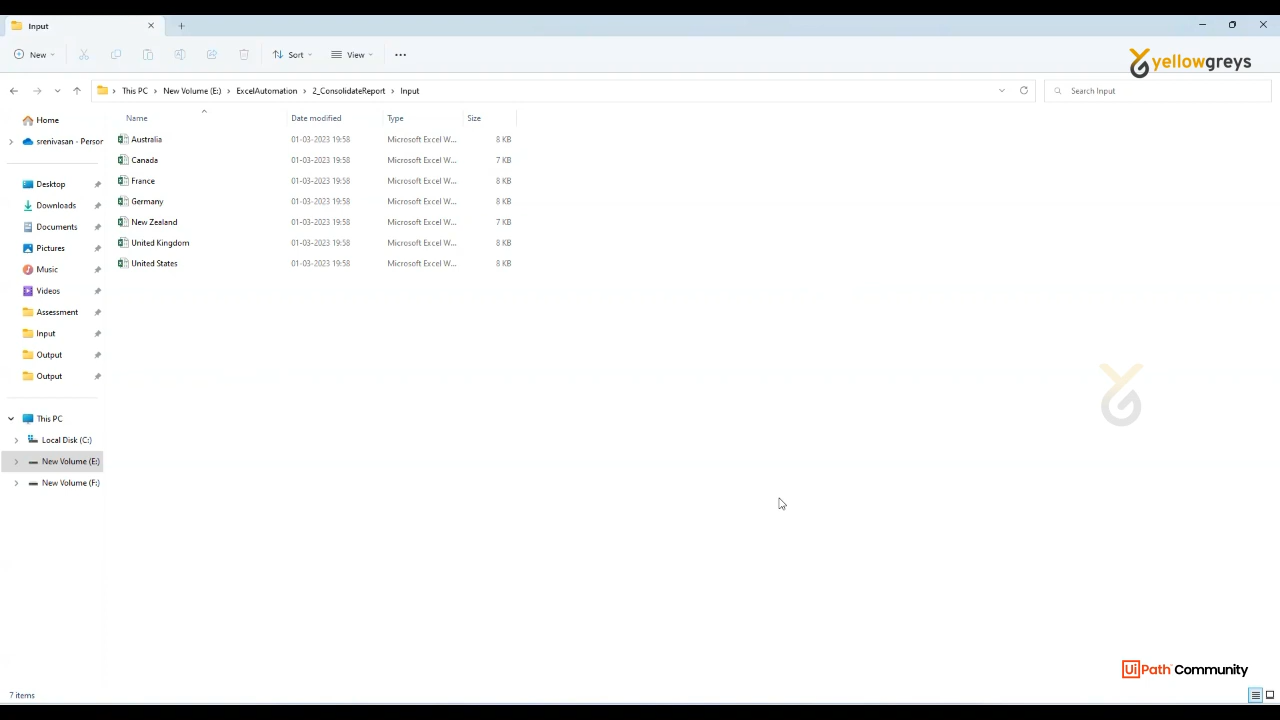 Input
New
Sort
View
yellowgreys
This PC > New Volume (E:) > ExcelAutomation > 2_ConsolidateReport > Input
Search Input
Home
srenivasan - Person
Desktop
Downloads
Documents
Pictures
Music
Videos
Assessment
Input
Output
Output
This PC
Local Disk (C:)
New Volume (E:)
New Volume (F:)
Name Date modified Type Size
Australia 01-03-2023 19:58 Microsoft Excel W... 8 KB
Canada 01-03-2023 19:58 Microsoft Excel W... 7 KB
France 01-03-2023 19:58 Microsoft Excel W... 8 KB
Germany 01-03-2023 19:58 Microsoft Excel W... 8 KB
New Zealand 01-03-2023 19:58 Microsoft Excel W... 7 KB
United Kingdom 01-03-2023 19:58 Microsoft Excel W... 8 KB
United States 01-03-2023 19:58 Microsoft Excel W... 8 KB
UiPath Community
7 items